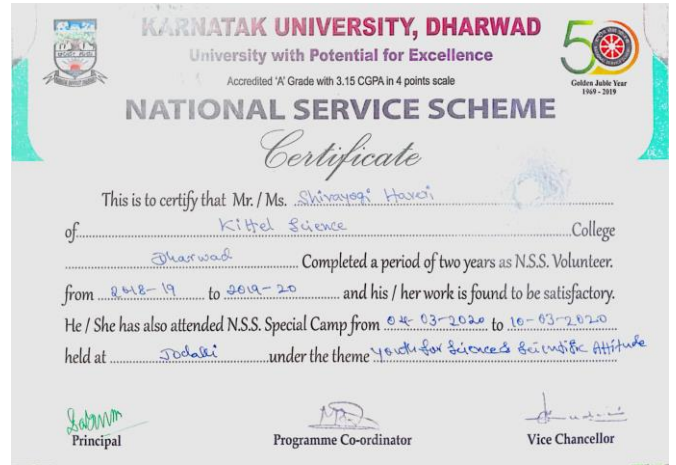 KARNATAK UNIVERSITY, DHARWAD
University with Potential for Excellence
Accredited 'A' Grade with 3.15 CGPA in 4 points scale
50
Golden Juble Year
1969 - 2019
NATIONAL SERVICE SCHEME
Certificate
This is to certify that Mr. / Ms. Shivayogi Haveri
of Kittel Science College
Dharwad Completed a period of two years as N.S.S. Volunteer.
from 2018-19 to 2019-20 and his / her work is found to be satisfactory.
He / She has also attended N.S.S. Special Camp from 04-03-2020 to 10-03-2020
held at Jodalli under the theme Youth for Science & Scientific Attitude
Principal
Programme Co-ordinator
Vice Chancellor